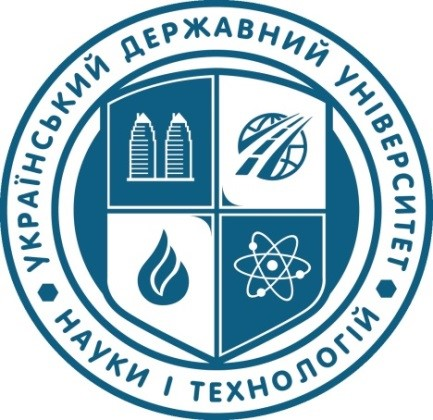 УКРАЇНСЬКИЙ ДЕРЖАВНИЙ УНІВЕРСИТЕТ
НАУКИ І ТЕХНОЛОГІЙ